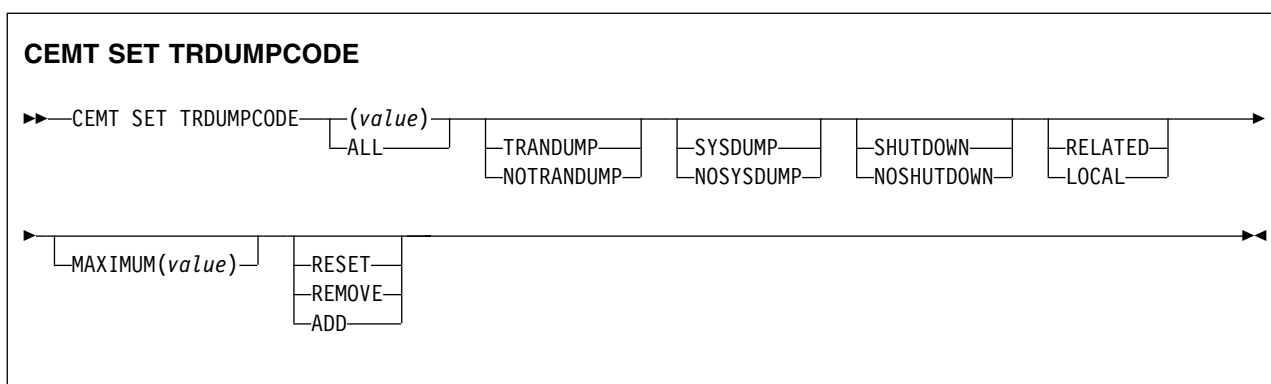 CEMT SET TRDUMPCODE
CEMT SET TRDUMPCODE (value) TRANDUMP SYSDUMP SHUTDOWN RELATED
ALL NOTRANDUMP NOSYSDUMP NOSHUTDOWN LOCAL
MAXIMUM(value) RESET
REMOVE
ADD